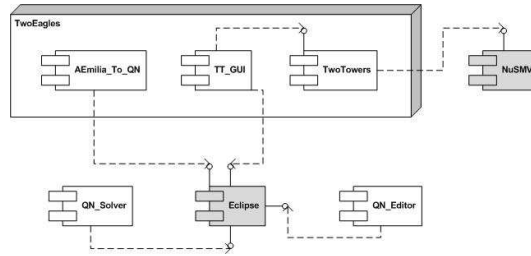 TwoEagles
AEmilia_To_QN
TT_GUI
TwoTowers
NuSMV
QN_Solver
Eclipse
QN_Editor